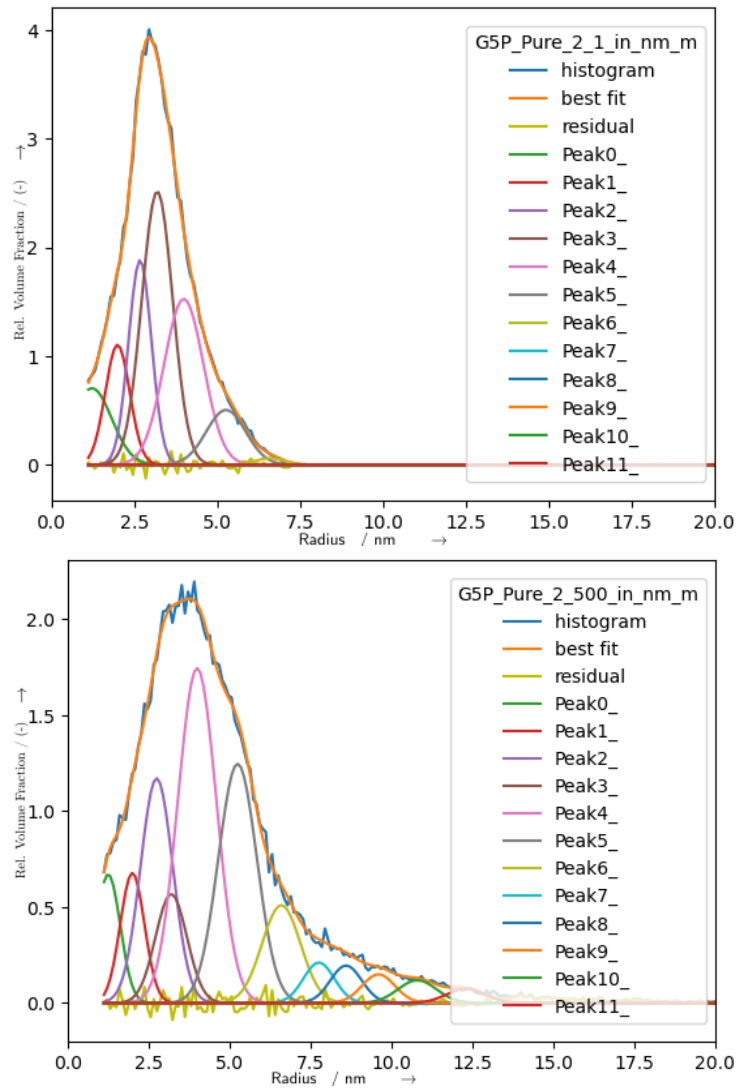 4
3
2
1
0
Rel. Volume Fraction / (-) →
G5P_Pure_2_1_in_nm_m
histogram
best fit
residual
Peak0_
Peak1_
Peak2_
Peak3_
Peak4_
Peak5_
Peak6_
Peak7_
Peak8_
Peak9_
Peak10_
Peak11_
0.0 2.5 5.0 7.5 10.0 12.5 15.0 17.5 20.0
Radius / nm →
2.0
1.5
1.0
0.5
0.0
Rel. Volume Fraction / (-) →
G5P_Pure_2_500_in_nm_m
histogram
best fit
residual
Peak0_
Peak1_
Peak2_
Peak3_
Peak4_
Peak5_
Peak6_
Peak7_
Peak8_
Peak9_
Peak10_
Peak11_
0.0 2.5 5.0 7.5 10.0 12.5 15.0 17.5 20.0
Radius / nm →